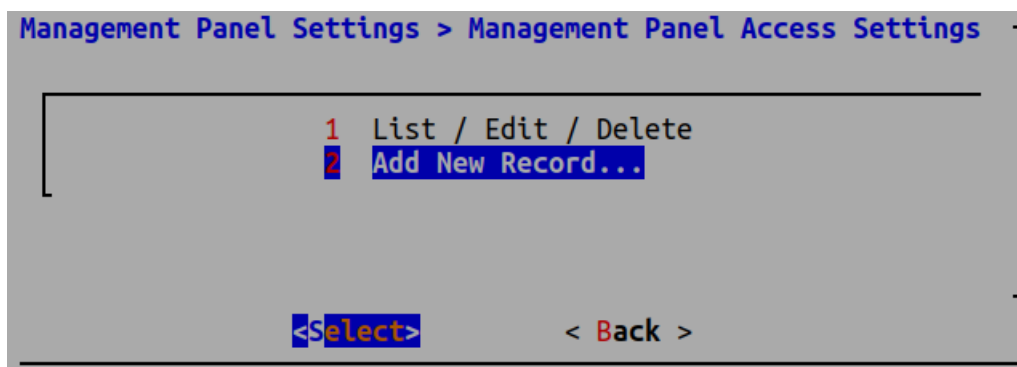 Management Panel Settings > Management Panel Access Settings
1 List / Edit / Delete
2 Add New Record...
<Select> < Back >